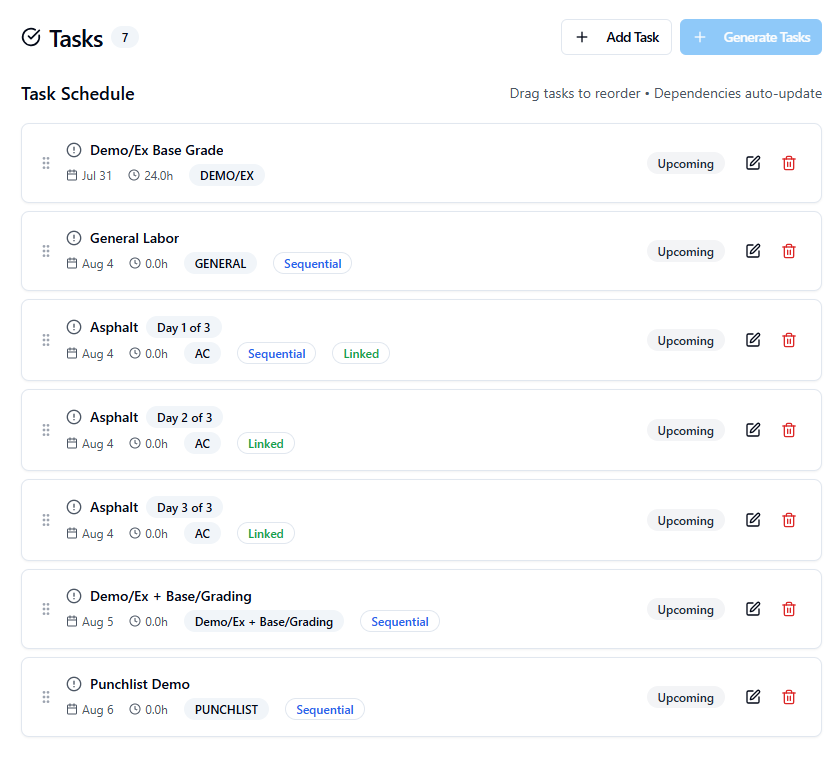 Tasks 7 Add Task Generate Tasks
Task Schedule Drag tasks to reorder • Dependencies auto-update
Demo/Ex Base Grade
Jul 31 24.0h DEMO/EX Upcoming
General Labor
Aug 4 0.0h GENERAL Sequential Upcoming
Asphalt Day 1 of 3
Aug 4 0.0h AC Sequential Linked Upcoming
Asphalt Day 2 of 3
Aug 4 0.0h AC Linked Upcoming
Asphalt Day 3 of 3
Aug 4 0.0h AC Linked Upcoming
Demo/Ex + Base/Grading
Aug 5 0.0h Demo/Ex + Base/Grading Sequential Upcoming
Punchlist Demo
Aug 6 0.0h PUNCHLIST Sequential Upcoming